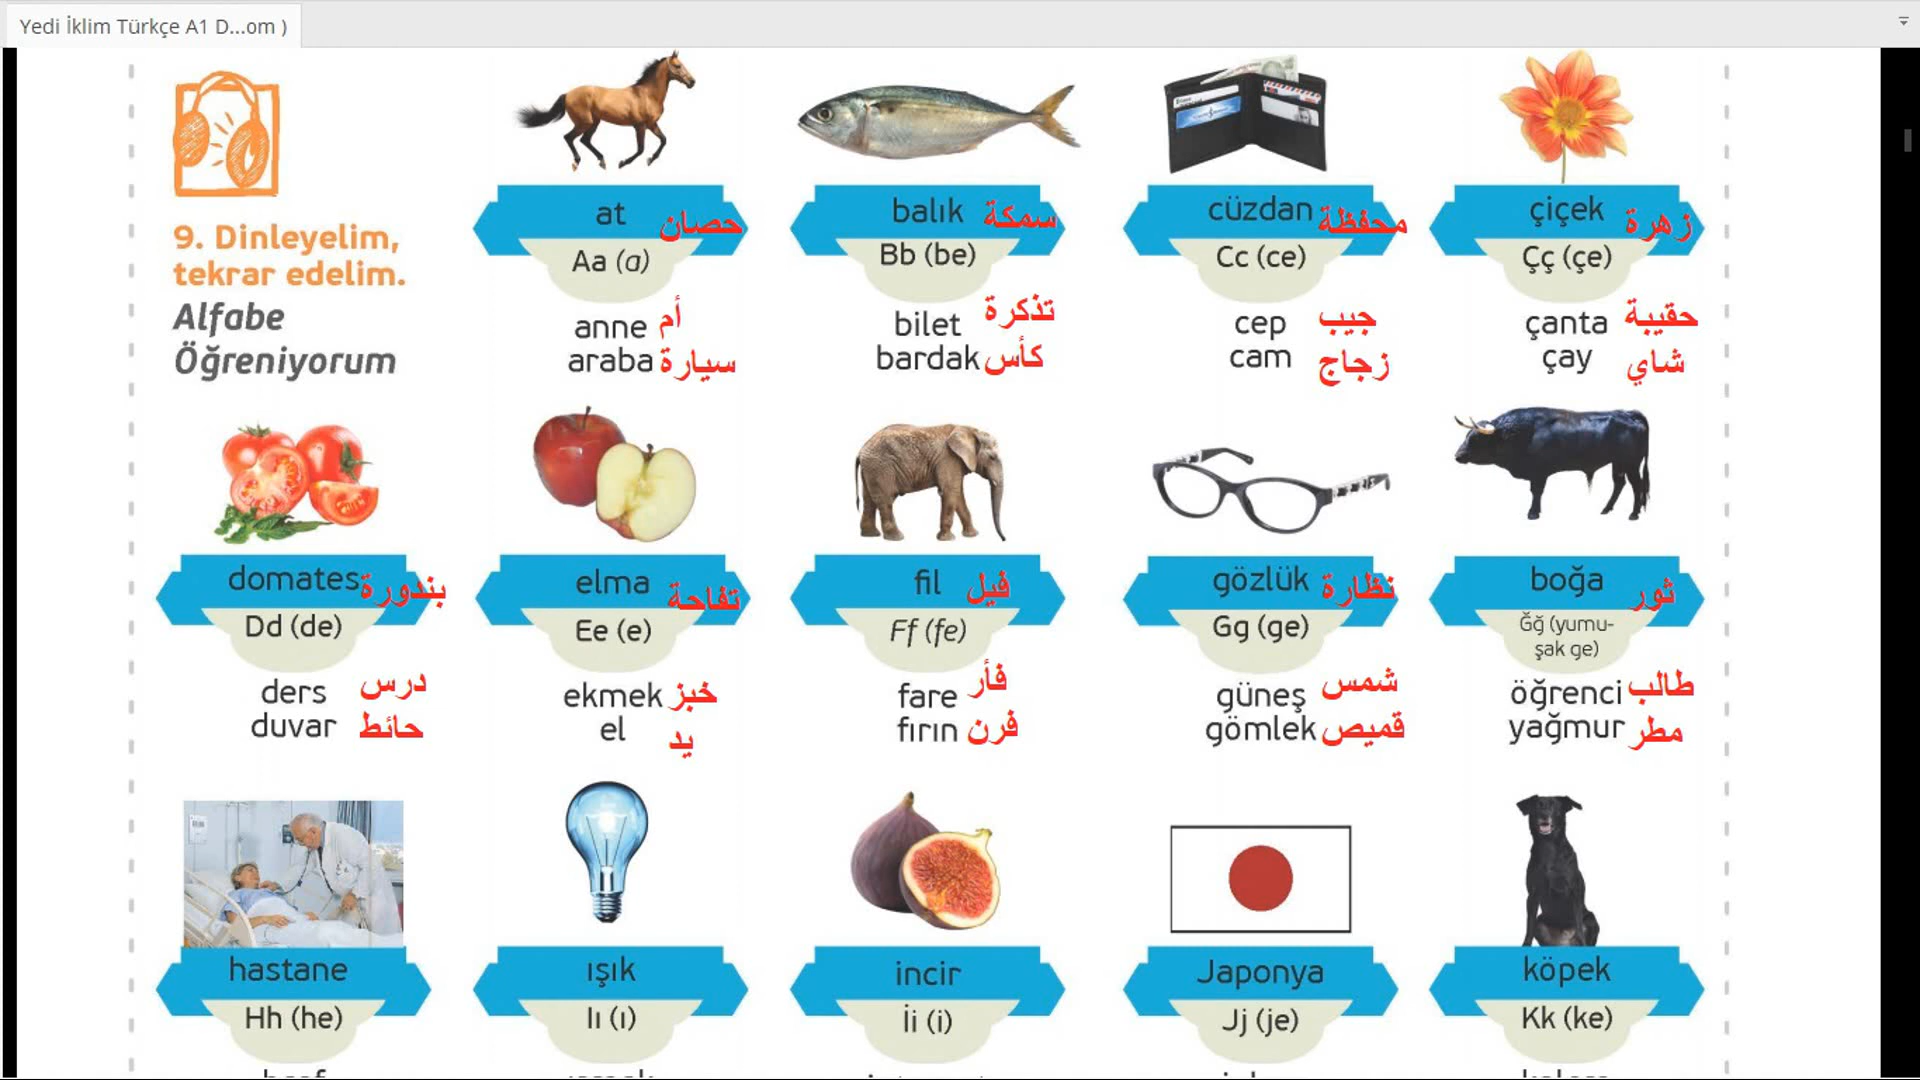 Yedi İklim Türkçe A1 D...om )
9. Dinleyelim,
tekrar edelim.
Alfabe
Öğreniyorum
at حصان
Aa (a)
anne أم
araba سيارة
balık سمكة
Bb (be)
bilet تذكرة
bardak كأس
cüzdan محفظة
Cc (ce)
cep جيب
cam زجاج
çiçek زهرة
Çç (çe)
çanta حقيبة
çay شاي
domates بندورة
Dd (de)
ders درس
duvar حائط
elma تفاحة
Ee (e)
ekmek خبز
el يد
fil فيل
Ff (fe)
fare فأر
fırın فرن
gözlük نظارة
Gg (ge)
güneş شمس
gömlek قميص
boğa ثور
Ğğ (yumu-
şak ge)
öğrenci طالب
yağmur مطر
hastane
Hh (he)
ışık
Iı (ı)
incir
İi (i)
Japonya
Jj (je)
köpek
Kk (ke)